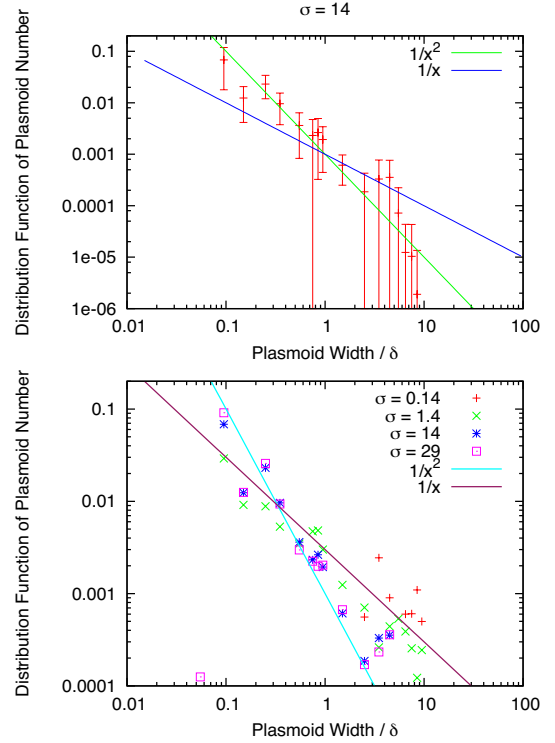 σ = 14
Distribution Function of Plasmoid Number
0.1
0.01
0.001
0.0001
1e-05
1e-06
1/x²
1/x
0.01 0.1 1 10 100
Plasmoid Width / δ
Distribution Function of Plasmoid Number
0.1
0.01
0.001
0.0001
σ = 0.14
σ = 1.4
σ = 14
σ = 29
1/x²
1/x
0.01 0.1 1 10 100
Plasmoid Width / δ